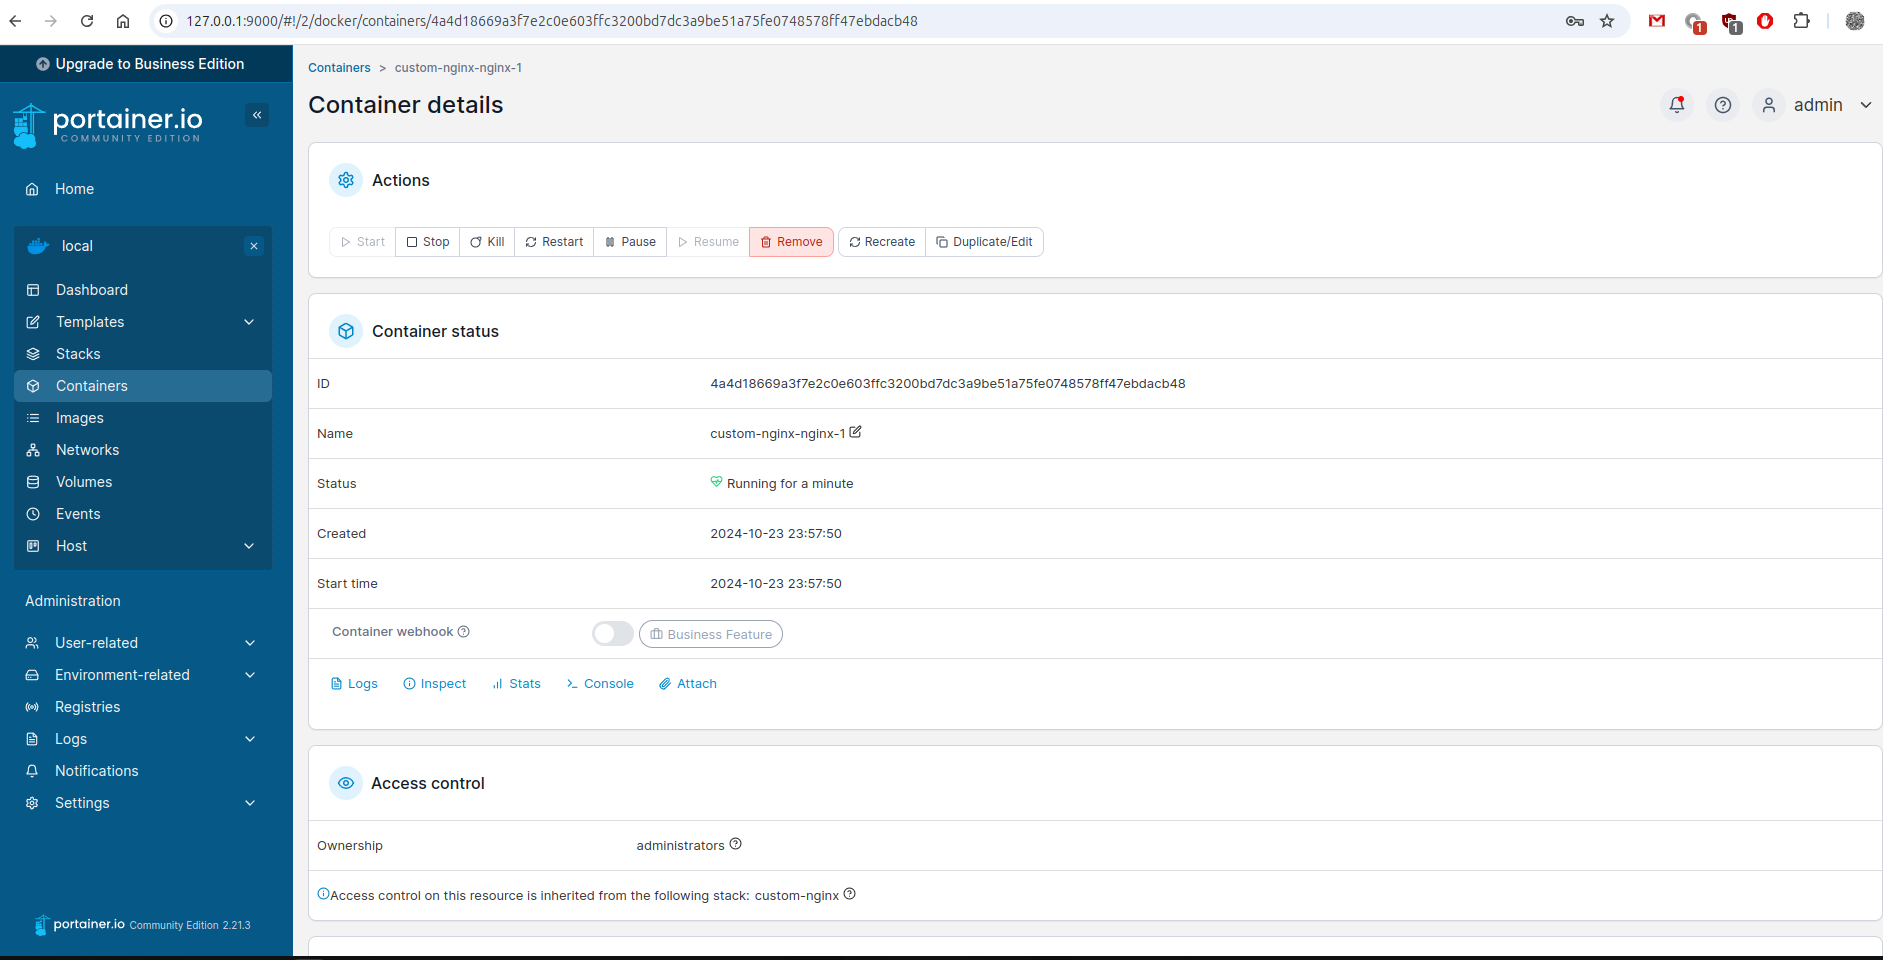 127.0.0.1:9000/#!/2/docker/containers/4a4d18669a3f7e2c0e603ffc3200bd7dc3a9be51a75fe0748578ff47ebdacb48
1
1
Upgrade to Business Edition
portainer.io
COMMUNITY EDITION
Home
local
Dashboard
Templates
Stacks
Containers
Images
Networks
Volumes
Events
Host
Administration
User-related
Environment-related
Registries
Logs
Notifications
Settings
portainer.io Community Edition 2.21.3
Containers > custom-nginx-nginx-1
Container details
admin
Actions
Start Stop Kill Restart Pause Resume Remove Recreate Duplicate/Edit
Container status
ID 4a4d18669a3f7e2c0e603ffc3200bd7dc3a9be51a75fe0748578ff47ebdacb48
Name custom-nginx-nginx-1
Status Running for a minute
Created 2024-10-23 23:57:50
Start time 2024-10-23 23:57:50
Container webhook Business Feature
Logs Inspect Stats Console Attach
Access control
Ownership administrators
Access control on this resource is inherited from the following stack: custom-nginx